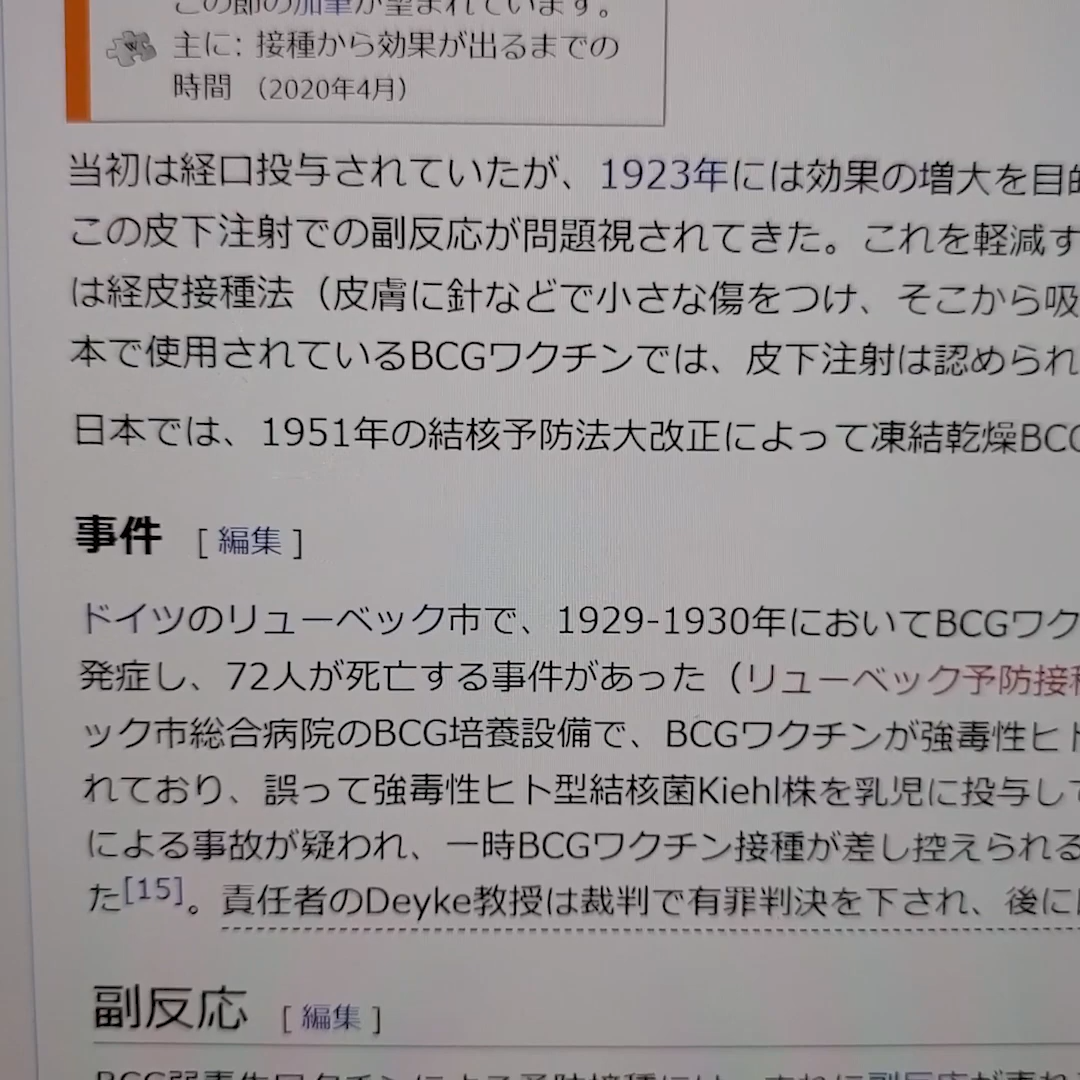 この節の加筆が望まれています。
主に: 接種から効果が出るまでの
時間 （2020年4月）
当初は経口投与されていたが、1923年には効果の増大を目的
この皮下注射での副反応が問題視されてきた。これを軽減す
は経皮接種法（皮膚に針などで小さな傷をつけ、そこから吸
本で使用されているBCGワクチンでは、皮下注射は認められ
日本では、1951年の結核予防法大改正によって凍結乾燥BCG
事件 [ 編集 ]
ドイツのリューベック市で、1929-1930年においてBCGワク
発症し、72人が死亡する事件があった（リューベック予防接種
ック市総合病院のBCG培養設備で、BCGワクチンが強毒性ヒト
れており、誤って強毒性ヒト型結核菌Kiehl株を乳児に投与して
による事故が疑われ、一時BCGワクチン接種が差し控えられる
た[15]。責任者のDeyke教授は裁判で有罪判決を下され、後に
副反応 [ 編集 ]